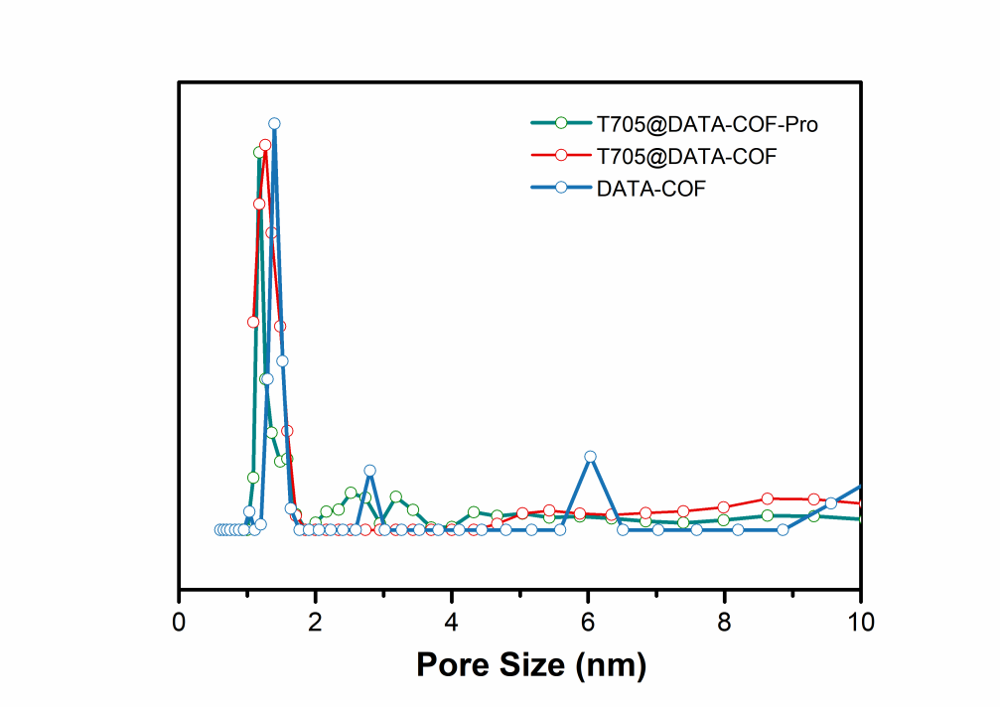 T705@DATA-COF-Pro
T705@DATA-COF
DATA-COF
0 2 4 6 8 10
Pore Size (nm)